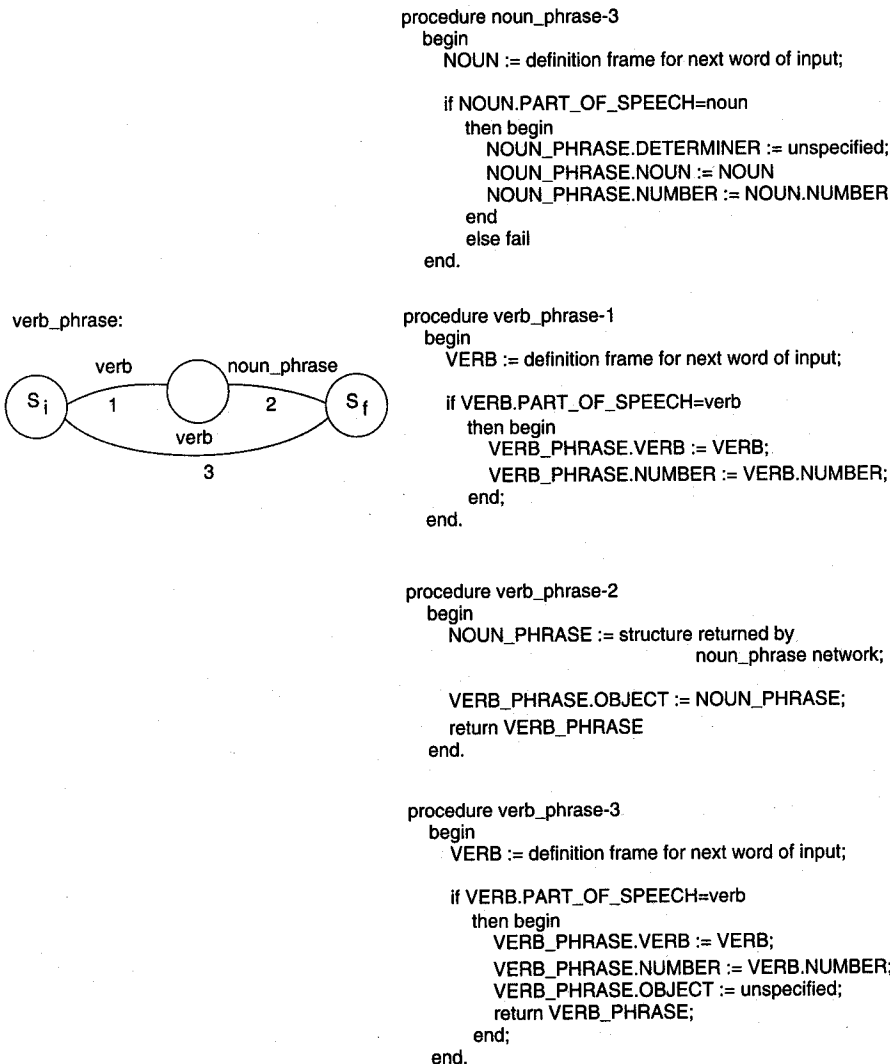 procedure noun_phrase-3
begin
NOUN := definition frame for next word of input;
if NOUN.PART_OF_SPEECH=noun
then begin
NOUN_PHRASE.DETERMINER := unspecified;
NOUN_PHRASE.NOUN := NOUN
NOUN_PHRASE.NUMBER := NOUN.NUMBER
end
else fail
end.
verb_phrase:
verb
noun_phrase
Si
1
2
Sf
verb
3
procedure verb_phrase-1
begin
VERB := definition frame for next word of input;
if VERB.PART_OF_SPEECH=verb
then begin
VERB_PHRASE.VERB := VERB;
VERB_PHRASE.NUMBER := VERB.NUMBER;
end;
end.
procedure verb_phrase-2
begin
NOUN_PHRASE := structure returned by
noun_phrase network;
VERB_PHRASE.OBJECT := NOUN_PHRASE;
return VERB_PHRASE
end.
procedure verb_phrase-3
begin
VERB := definition frame for next word of input;
if VERB.PART_OF_SPEECH=verb
then begin
VERB_PHRASE.VERB := VERB;
VERB_PHRASE.NUMBER := VERB.NUMBER;
VERB_PHRASE.OBJECT := unspecified;
return VERB_PHRASE;
end;
end.